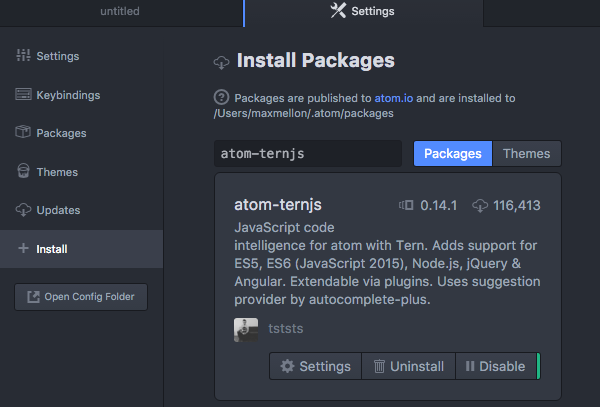 untitled
Settings
Settings
Keybindings
Packages
Themes
Updates
Install
Open Config Folder
Install Packages
Packages are published to atom.io and are installed to
/Users/maxmellon/.atom/packages
atom-ternjs
Packages Themes
atom-ternjs 0.14.1 116,413
JavaScript code
intelligence for atom with Tern. Adds support for
ES5, ES6 (JavaScript 2015), Node.js, jQuery &
Angular. Extendable via plugins. Uses suggestion
provider by autocomplete-plus.
tststs
Settings Uninstall Disable